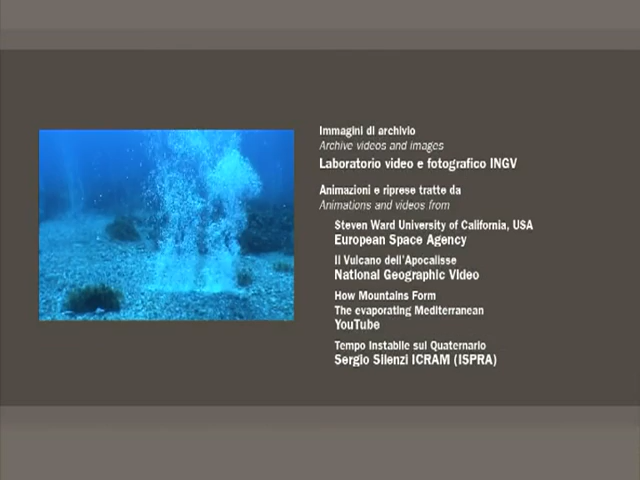 Immagini di archivio
Archive videos and images
Laboratorio video e fotografico INGV
Animazioni e riprese tratte da
Animations and videos from
Steven Ward University of California, USA
European Space Agency
Il Vulcano dell'Apocalisse
National Geographic Video
How Mountains Form
The evaporating Mediterranean
YouTube
Tempo Instabile sul Quaternario
Sergio Silenzi ICRAM (ISPRA)